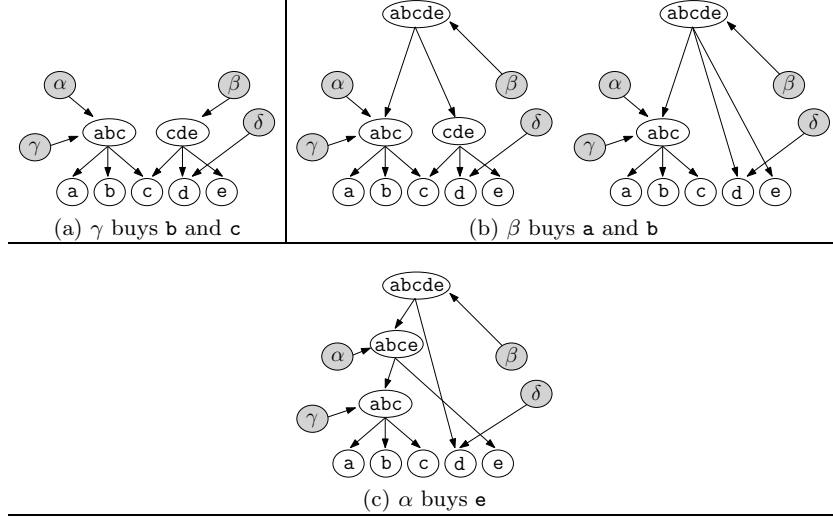 abcde abcde
α β α β α β
δ δ δ
γ abc cde γ abc cde γ abc
a b c d e a b c d e a b c d e
(a) γ buys b and c (b) β buys a and b
abcde
α abce β
δ
γ abc
a b c d e
(c) α buys e